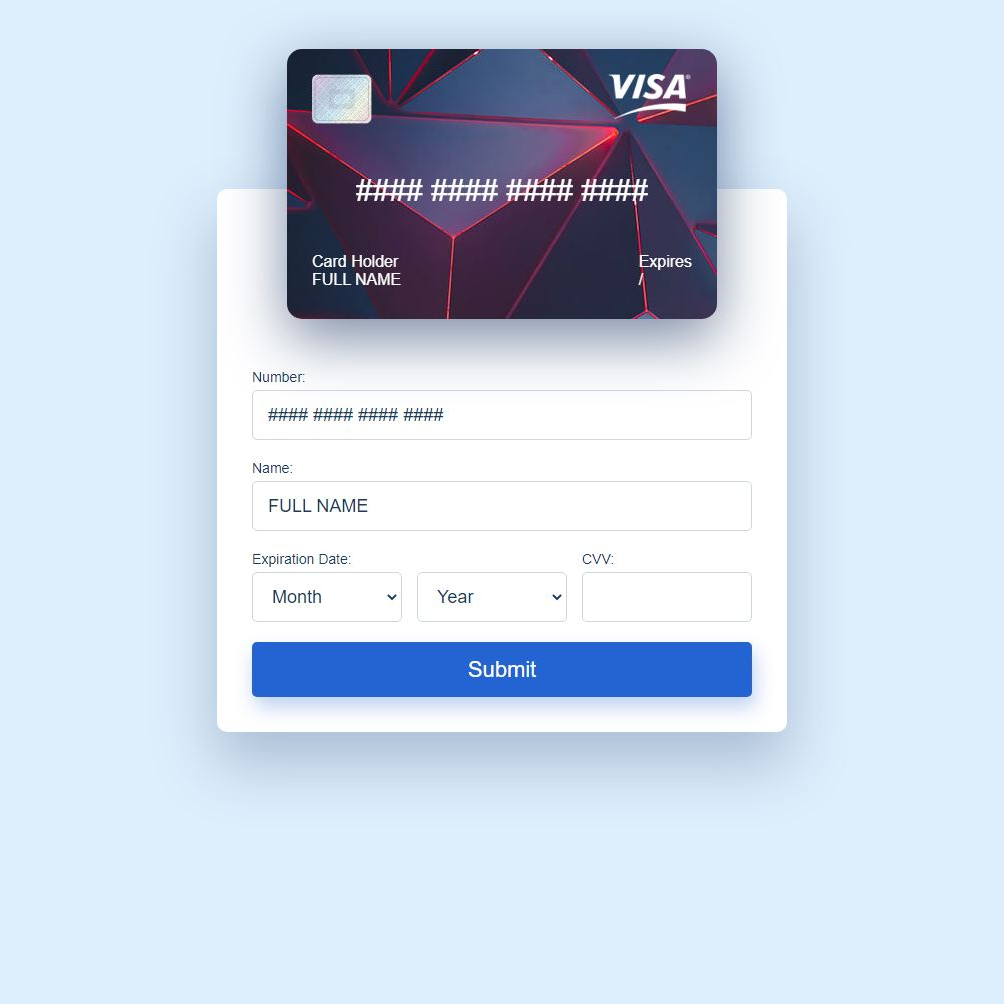 VISA
#### #### #### ####
Card Holder
FULL NAME
Expires
/
Number:
#### #### #### ####
Name:
FULL NAME
Expiration Date:
CVV:
Month
Year
Submit